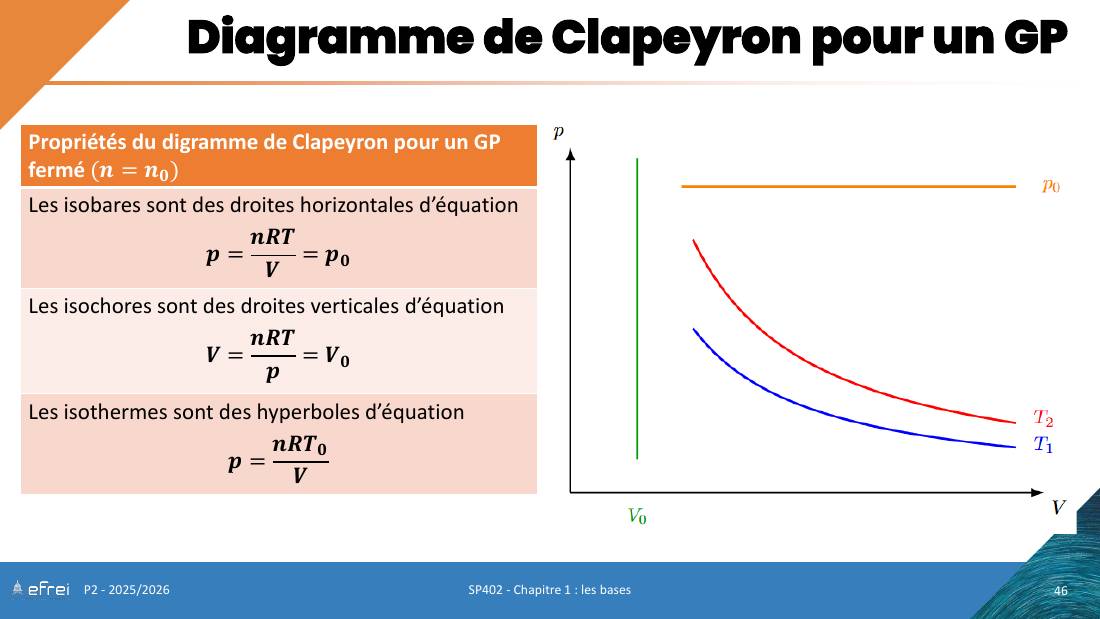 Diagramme de Clapeyron pour un GP
Propriétés du digramme de Clapeyron pour un GP
fermé (n = n₀)
Les isobares sont des droites horizontales d’équation
p = nRT/V = p₀
Les isochores sont des droites verticales d’équation
V = nRT/p = V₀
Les isothermes sont des hyperboles d’équation
p = nRT₀/V
p
p₀
T₂
T₁
V
V₀
efrei
P2 - 2025/2026
SP402 - Chapitre 1 : les bases
46